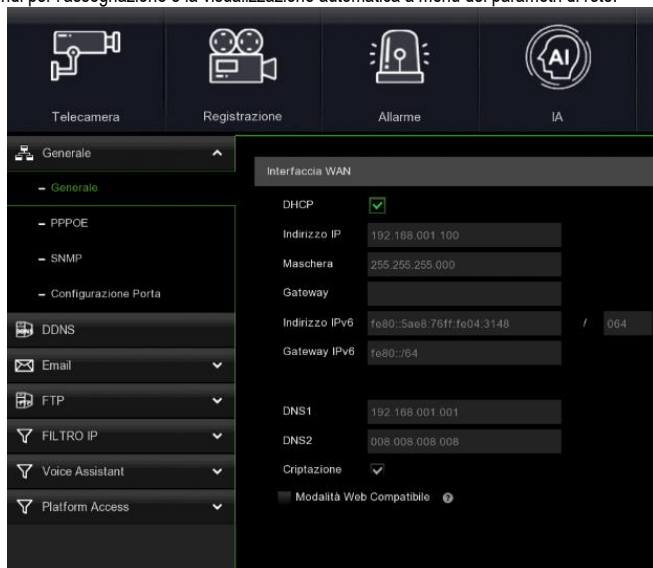 per l'assegnazione e la visualizzazione automatica a menù dei parametri di rete.
AI
Telecamera
Registrazione
Allarme
IA
Generale
Generale
PPPOE
SNMP
Configurazione Porta
DDNS
Email
FTP
FILTRO IP
Voice Assistant
Platform Access
Interfaccia WAN
DHCP
Indirizzo IP 192.168.001.100
Maschera 255.255.255.000
Gateway
Indirizzo IPv6 fe80::5ae8:76ff:fe04:3148 / 064
Gateway IPv6 fe80::/64
DNS1 192.168.001.001
DNS2 008.008.008.008
Criptazione
Modalità Web Compatibile